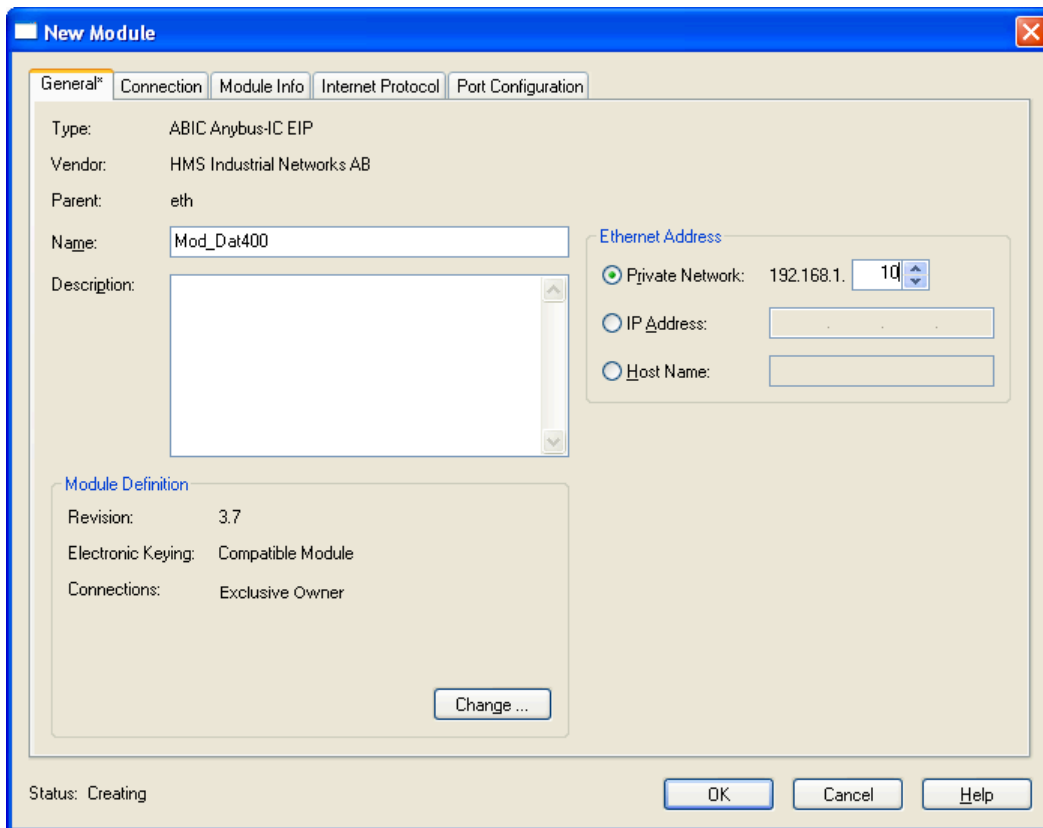 New Module
General* Connection Module Info Internet Protocol Port Configuration
Type: ABIC Anybus-IC EIP
Vendor: HMS Industrial Networks AB
Parent: eth
Name: Mod_Dat400
Description:
Ethernet Address
Private Network: 192.168.1. 10
IP Address: . . .
Host Name:
Module Definition
Revision: 3.7
Electronic Keying: Compatible Module
Connections: Exclusive Owner
Change ...
Status: Creating
OK Cancel Help